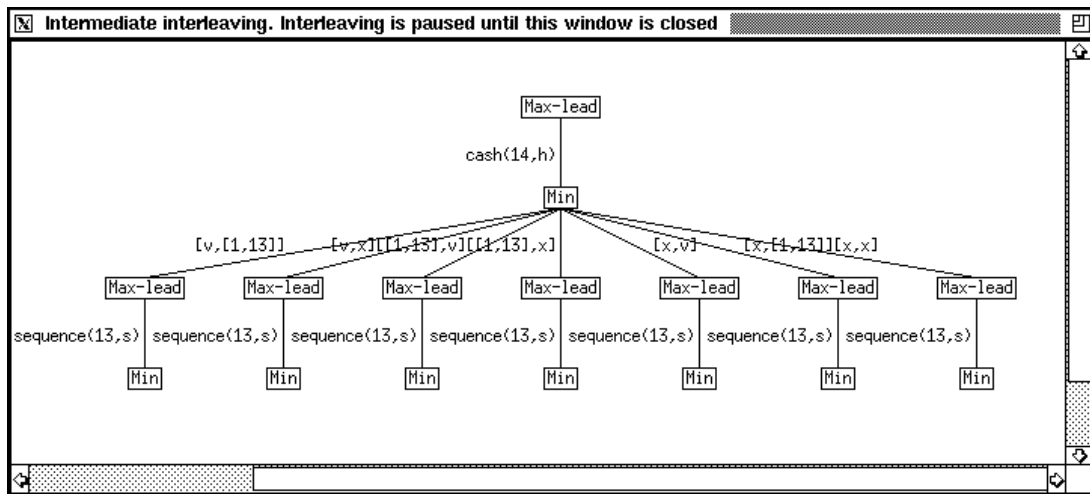 Intermediate interleaving. Interleaving is paused until this window is closed
Max-lead
cash(14,h)
Min
[v,[1,13]] [v,x] [[1,13],v] [[1,13],x] [x,v] [x,[1,13]] [x,x]
Max-lead Max-lead Max-lead Max-lead Max-lead Max-lead Max-lead
sequence(13,s) sequence(13,s) sequence(13,s) sequence(13,s) sequence(13,s) sequence(13,s) sequence(13,s)
Min Min Min Min Min Min Min